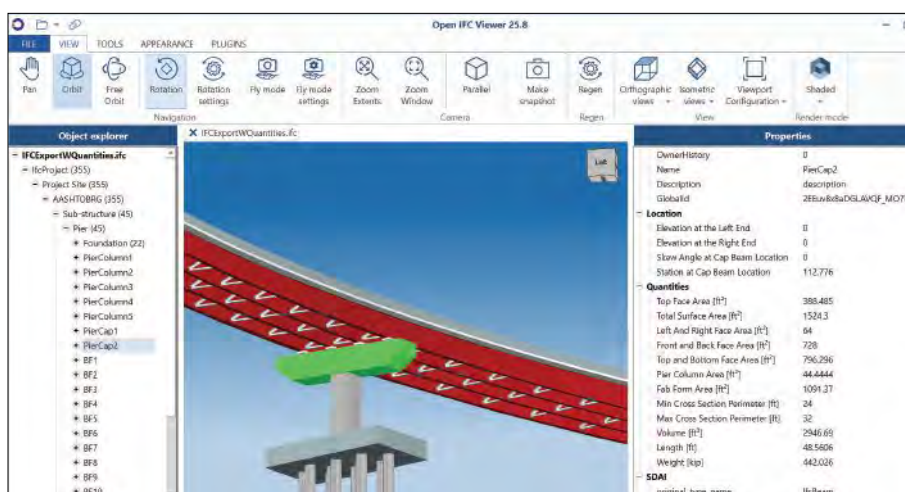 Open IFC Viewer 25.8
FILE VIEW TOOLS APPEARANCE PLUGINS
Pan Orbit Free Orbit Rotation Rotation settings Fly mode Fly mode settings Zoom Extents Zoom Window Parallel Make snapshot Regen Orthographic views Isometric views Viewport Configuration Shaded
Navigation Camera Regen View Render mode
Object explorer
IFCExportWQuantities.ifc
Properties
IFCExportWQuantities.ifc
IfcProject (355)
Project Site (355)
AASHTOBRG (355)
Sub-structure (45)
Pier (45)
Foundation (22)
PierColumn1
PierColumn2
PierColumn3
PierColumn4
PierColumn5
PierCap1
PierCap2
BF1
BF2
BF3
BF4
BF5
BF6
BF7
BF8
BF9
BF10
Left
OwnerHistory 0
Name PierCap2
Description description
GlobalId
Location
Elevation at the Left End 0
Elevation at the Right End 0
Skew Angle at Cap Beam Location 0
Station at Cap Beam Location 112.776
Quantities
Top Face Area [ft²] 388.485
Total Surface Area [ft²] 1524.3
Left And Right Face Area [ft²] 64
Front and Back Face Area [ft²] 728
Top and Bottom Face Area [ft²] 796.296
Pier Column Area [ft²] 44.4444
Fab Form Area [ft²] 1091.37
Min Cross Section Perimeter [ft] 24
Max Cross Section Perimeter [ft] 32
Volume [ft³] 2946.69
Length [ft] 48.5606
Weight [kip] 442.026
SDAI